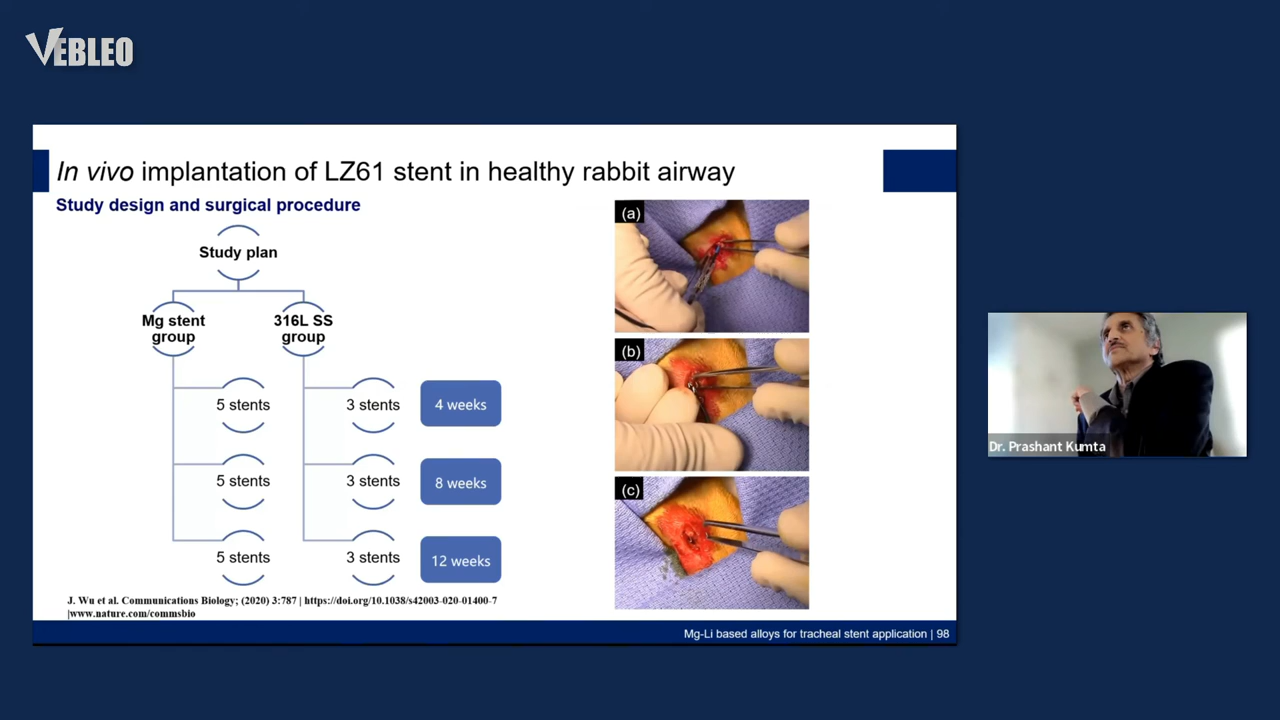 VEBLEO
In vivo implantation of LZ61 stent in healthy rabbit airway
Study design and surgical procedure
Study plan
Mg stent
group
316L SS
group
5 stents
3 stents
4 weeks
5 stents
3 stents
8 weeks
5 stents
3 stents
12 weeks
(a)
(b)
(c)
J. Wu et al. Communications Biology; (2020) 3:787 | https://doi.org/10.1038/s42003-020-01400-7
|www.nature.com/commsbio
Mg-Li based alloys for tracheal stent application | 98
Dr. Prashant Kumta